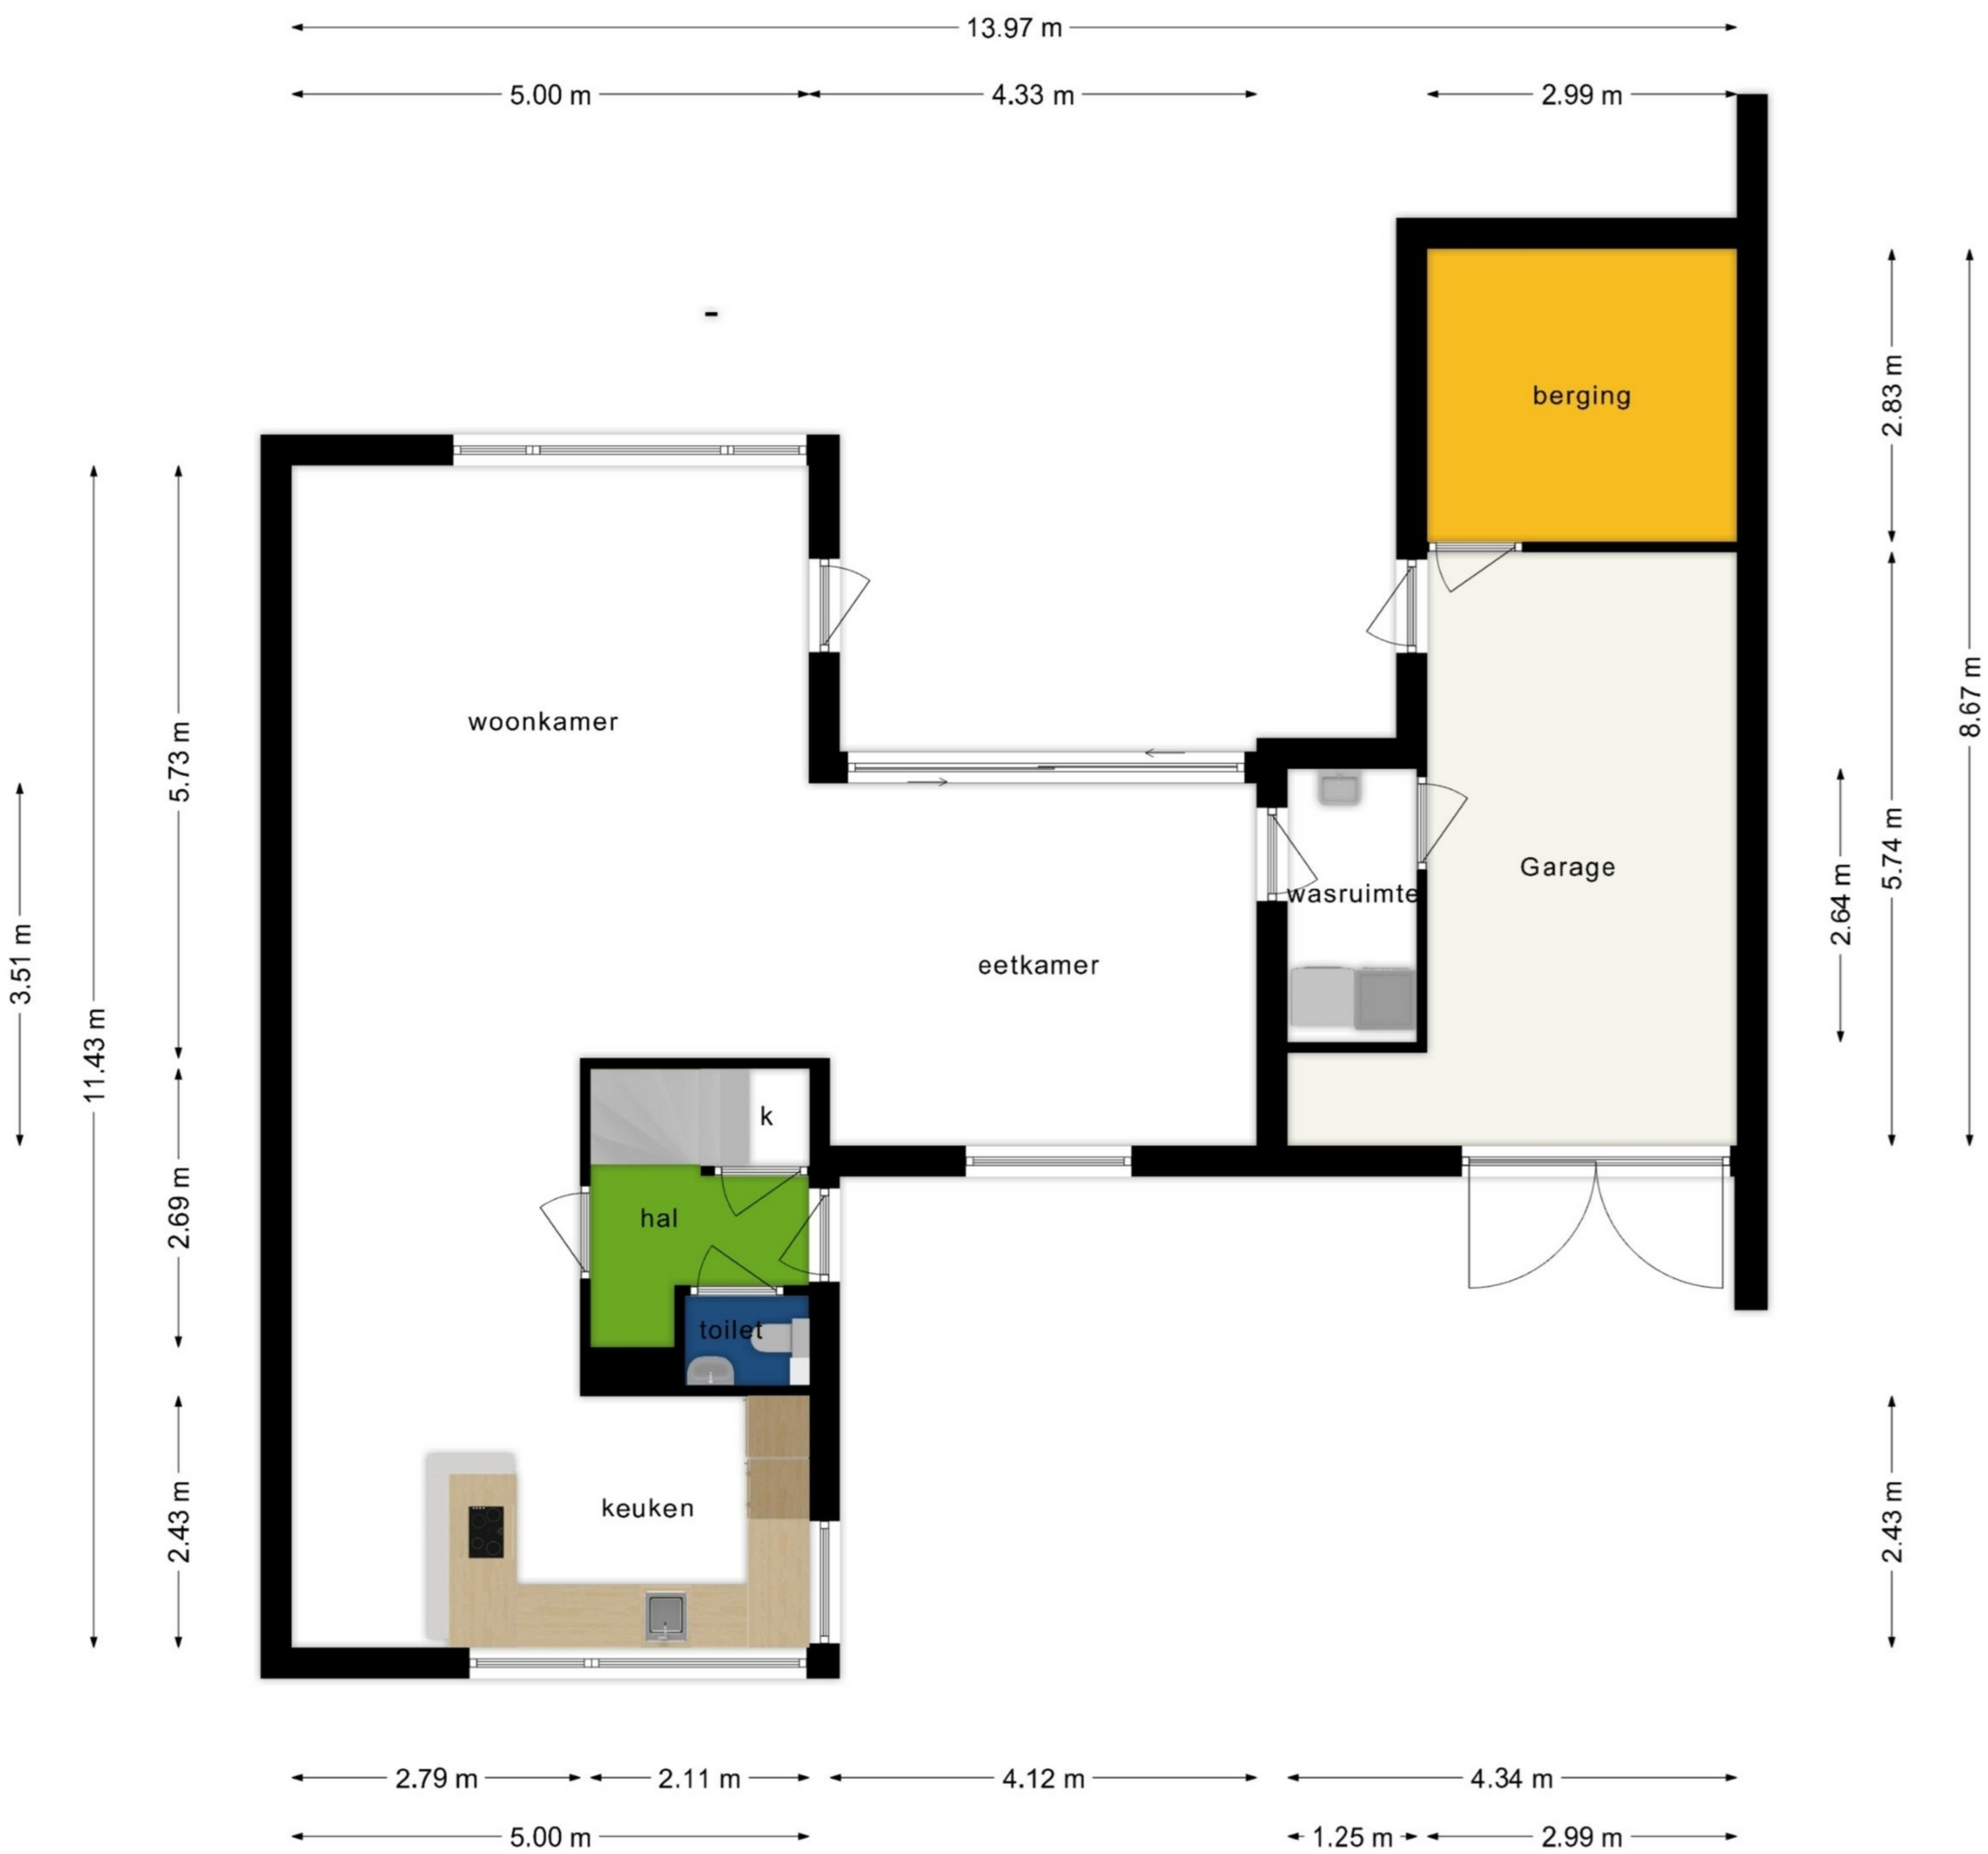 13.97 m
5.00 m
4.33 m
2.99 m
berging
2.83 m
woonkamer
5.73 m
8.67 m
Garage
5.74 m
wasruimte
2.64 m
eetkamer
3.51 m
11.43 m
k
hal
2.69 m
toilet
keuken
2.43 m
2.43 m
2.79 m
2.11 m
4.12 m
4.34 m
5.00 m
1.25 m
2.99 m